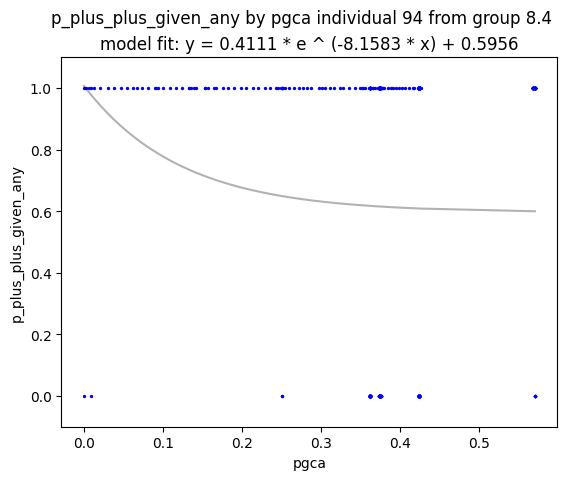 p_plus_plus_given_any by pgca individual 94 from group 8.4
model fit: y = 0.4111 * e ^ (-8.1583 * x) + 0.5956
1.0
0.8
0.6
0.4
0.2
0.0
p_plus_plus_given_any
0.0 0.1 0.2 0.3 0.4 0.5
pgca